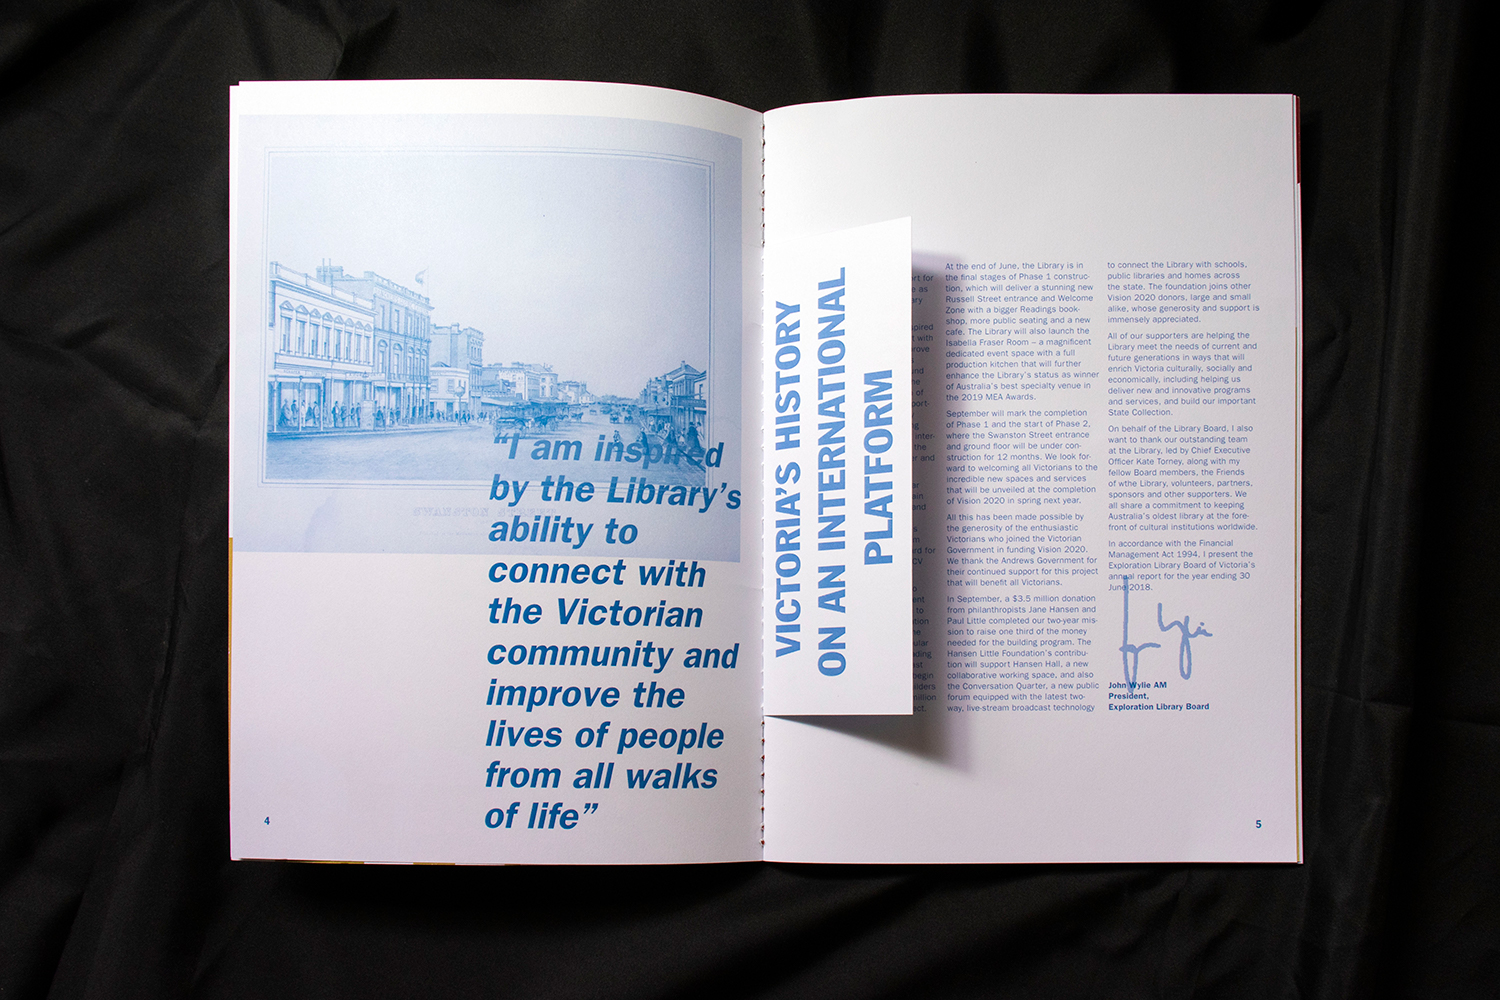 “I am inspired
by the Library’s
ability to
connect with
the Victorian
community and
improve the
lives of people
from all walks
of life”
SWANSTON STREET
4
VICTORIA’S HISTORY
ON AN INTERNATIONAL
PLATFORM
At the end of June, the Library is in
the final stages of Phase 1 construc-
tion, which will deliver a stunning new
Russell Street entrance and Welcome
Zone with a bigger Readings book-
shop, more public seating and a new
cafe. The Library will also launch the
Isabella Fraser Room – a magnificent
dedicated event space with a full
production kitchen that will further
enhance the Library’s status as winner
of Australia’s best specialty venue in
the 2019 MEA Awards.
September will mark the completion
of Phase 1 and the start of Phase 2,
where the Swanston Street entrance
and ground floor will be under con-
struction for 12 months. We look for-
ward to welcoming all Victorians to the
incredible new spaces and services
that will be unveiled at the completion
of Vision 2020 in spring next year.
All this has been made possible by
the generosity of the enthusiastic
Victorians who joined the Victorian
Government in funding Vision 2020.
We thank the Andrews Government for
their continued support for this project
that will benefit all Victorians.
In September, a $3.5 million donation
from philanthropists Jane Hansen and
Paul Little completed our two-year mis-
sion to raise one third of the money
needed for the building program. The
Hansen Little Foundation’s contribu-
tion will support Hansen Hall, a new
collaborative working space, and also
the Conversation Quarter, a new public
forum equipped with the latest two-
way, live-stream broadcast technology
to connect the Library with schools,
public libraries and homes across
the state. The foundation joins other
Vision 2020 donors, large and small
alike, whose generosity and support is
immensely appreciated.
All of our supporters are helping the
Library meet the needs of current and
future generations in ways that will
enrich Victoria culturally, socially and
economically, including helping us
deliver new and innovative programs
and services, and build our important
State Collection.
On behalf of the Library Board, I also
want to thank our outstanding team
at the Library, led by Chief Executive
Officer Kate Torney, along with my
fellow Board members, the Friends
of wthe Library, volunteers, partners,
sponsors and other supporters. We
all share a commitment to keeping
Australia’s oldest library at the fore-
front of cultural institutions worldwide.
In accordance with the Financial
Management Act 1994, I present the
Exploration Library Board of Victoria’s
annual report for the year ending 30
June 2018.
John Wylie AM
President,
Exploration Library Board
5